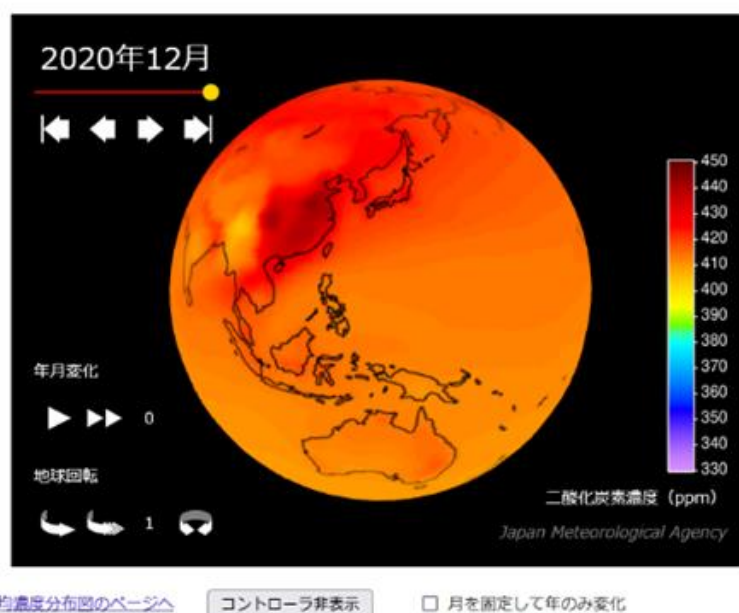 2020年12月
450
440
430
420
410
400
390
380
370
360
350
340
330
年月変化
0
地球回転
1
二酸化炭素濃度 (ppm)
Japan Meteorological Agency
均濃度分布図のページへ
コントローラ非表示
月を固定して年のみ変化